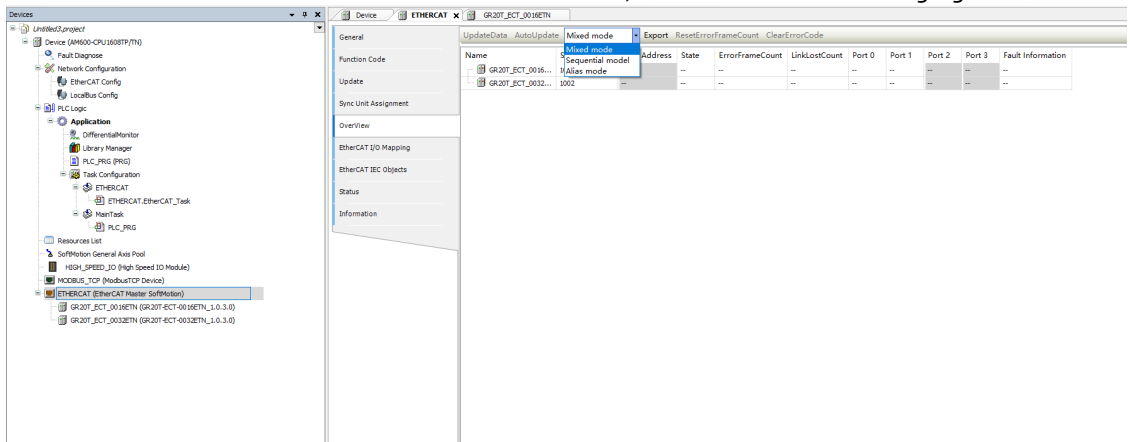 Devices
Untitled3.project
Device (AM600-CPU1608TP/TN)
Fault Diagnose
Network Configuration
EtherCAT Config
LocalBus Config
PLC Logic
Application
DifferentialMonitor
Library Manager
PLC_PRG (PRG)
Task Configuration
ETHERCAT
ETHERCAT.EtherCAT_Task
MainTask
PLC_PRG
Resources List
SoftMotion General Axis Pool
HIGH_SPEED_IO (High Speed IO Module)
MODBUS_TCP (ModbusTCP Device)
ETHERCAT (EtherCAT Master SoftMotion)
GR20T_ECT_0016ETN (GR20T-ECT-0016ETN_1.0.3.0)
GR20T_ECT_0032ETN (GR20T-ECT-0032ETN_1.0.3.0)
Device ETHERCAT GR20T_ECT_0016ETN
General
Function Code
Update
Sync Unit Assignment
OverView
EtherCAT I/O Mapping
EtherCAT IEC Objects
Status
Information
UpdateData AutoUpdate Mixed mode Export ResetErrorFrameCount ClearErrorCode
Mixed mode
Sequential model
Alias mode
Name Address State ErrorFrameCount LinkLostCount Port 0 Port 1 Port 2 Port 3 Fault Information
GR20T_ECT_0016... -- -- -- -- -- -- -- --
GR20T_ECT_0032... 1002 -- -- -- -- -- -- -- -- --